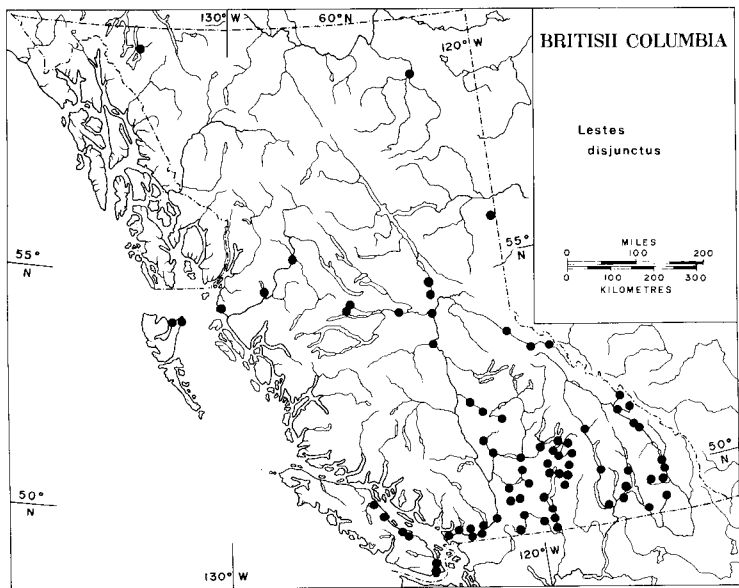 130° W
60° N
120° W
BRITISH COLUMBIA
Lestes
disjunctus
55°
N
55°
N
MILES
0 100 200
0 100 200 300
KILOMETRES
50°
N
50°
N
130° W
120° W